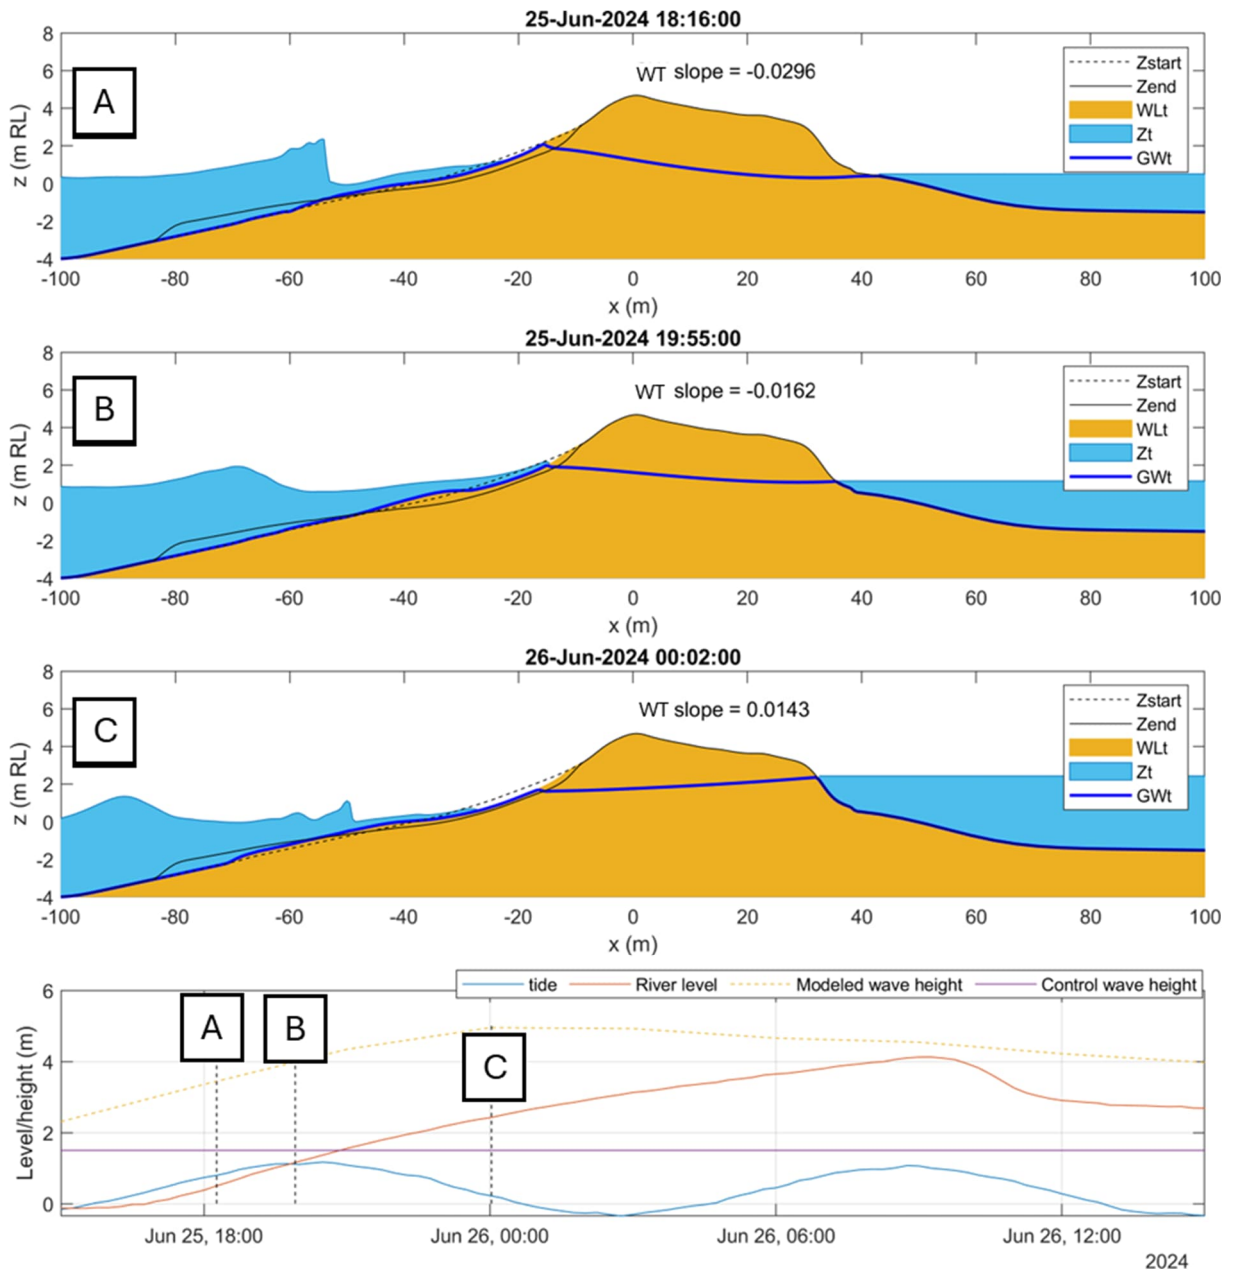 25-Jun-2024 18:16:00
8
6
4
2
0
-2
-4
z (m RL)
A
WT slope = -0.0296
Zstart
Zend
WLt
Zt
GWt
-100 -80 -60 -40 -20 0 20 40 60 80 100
x (m)
25-Jun-2024 19:55:00
8
6
4
2
0
-2
-4
z (m RL)
B
WT slope = -0.0162
Zstart
Zend
WLt
Zt
GWt
-100 -80 -60 -40 -20 0 20 40 60 80 100
x (m)
26-Jun-2024 00:02:00
8
6
4
2
0
-2
-4
z (m RL)
C
WT slope = 0.0143
Zstart
Zend
WLt
Zt
GWt
-100 -80 -60 -40 -20 0 20 40 60 80 100
x (m)
tide River level Modeled wave height Control wave height
6
4
2
0
Level/height (m)
A
B
C
Jun 25, 18:00 Jun 26, 00:00 Jun 26, 06:00 Jun 26, 12:00
2024